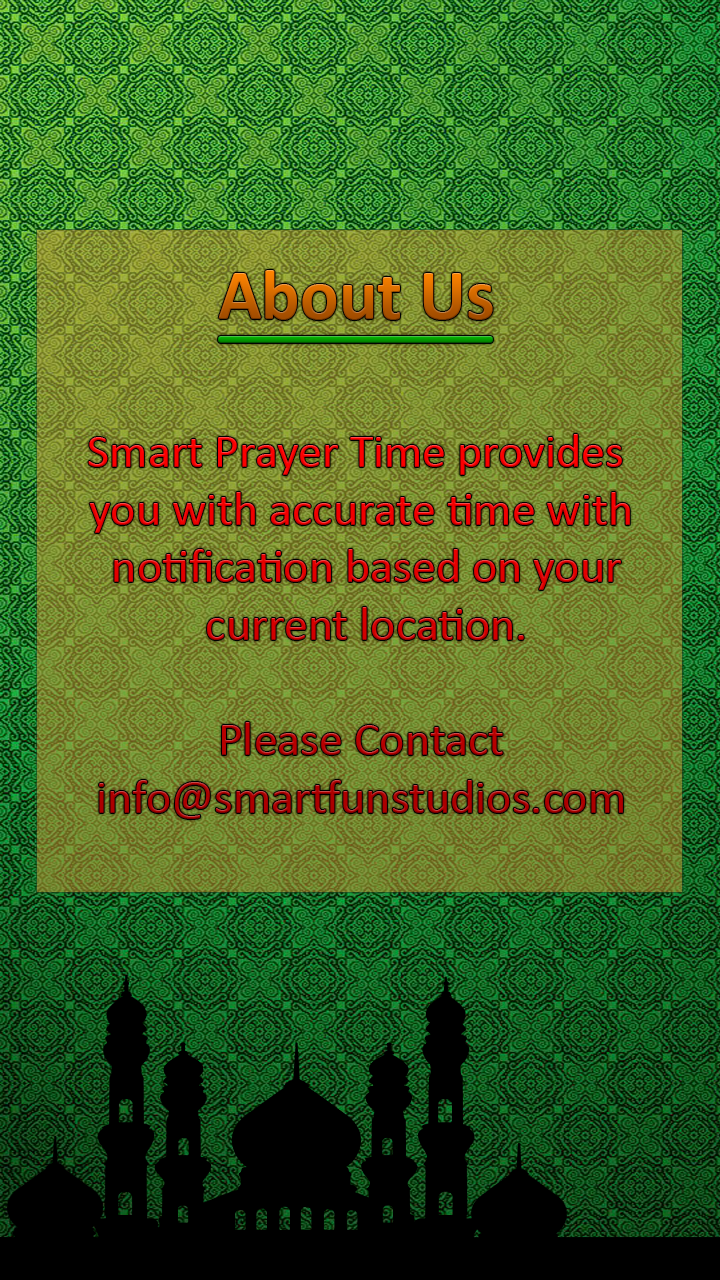 About Us
Smart Prayer Time provides
you with accurate time with
notification based on your
current location.
Please Contact
info@smartfunstudios.com